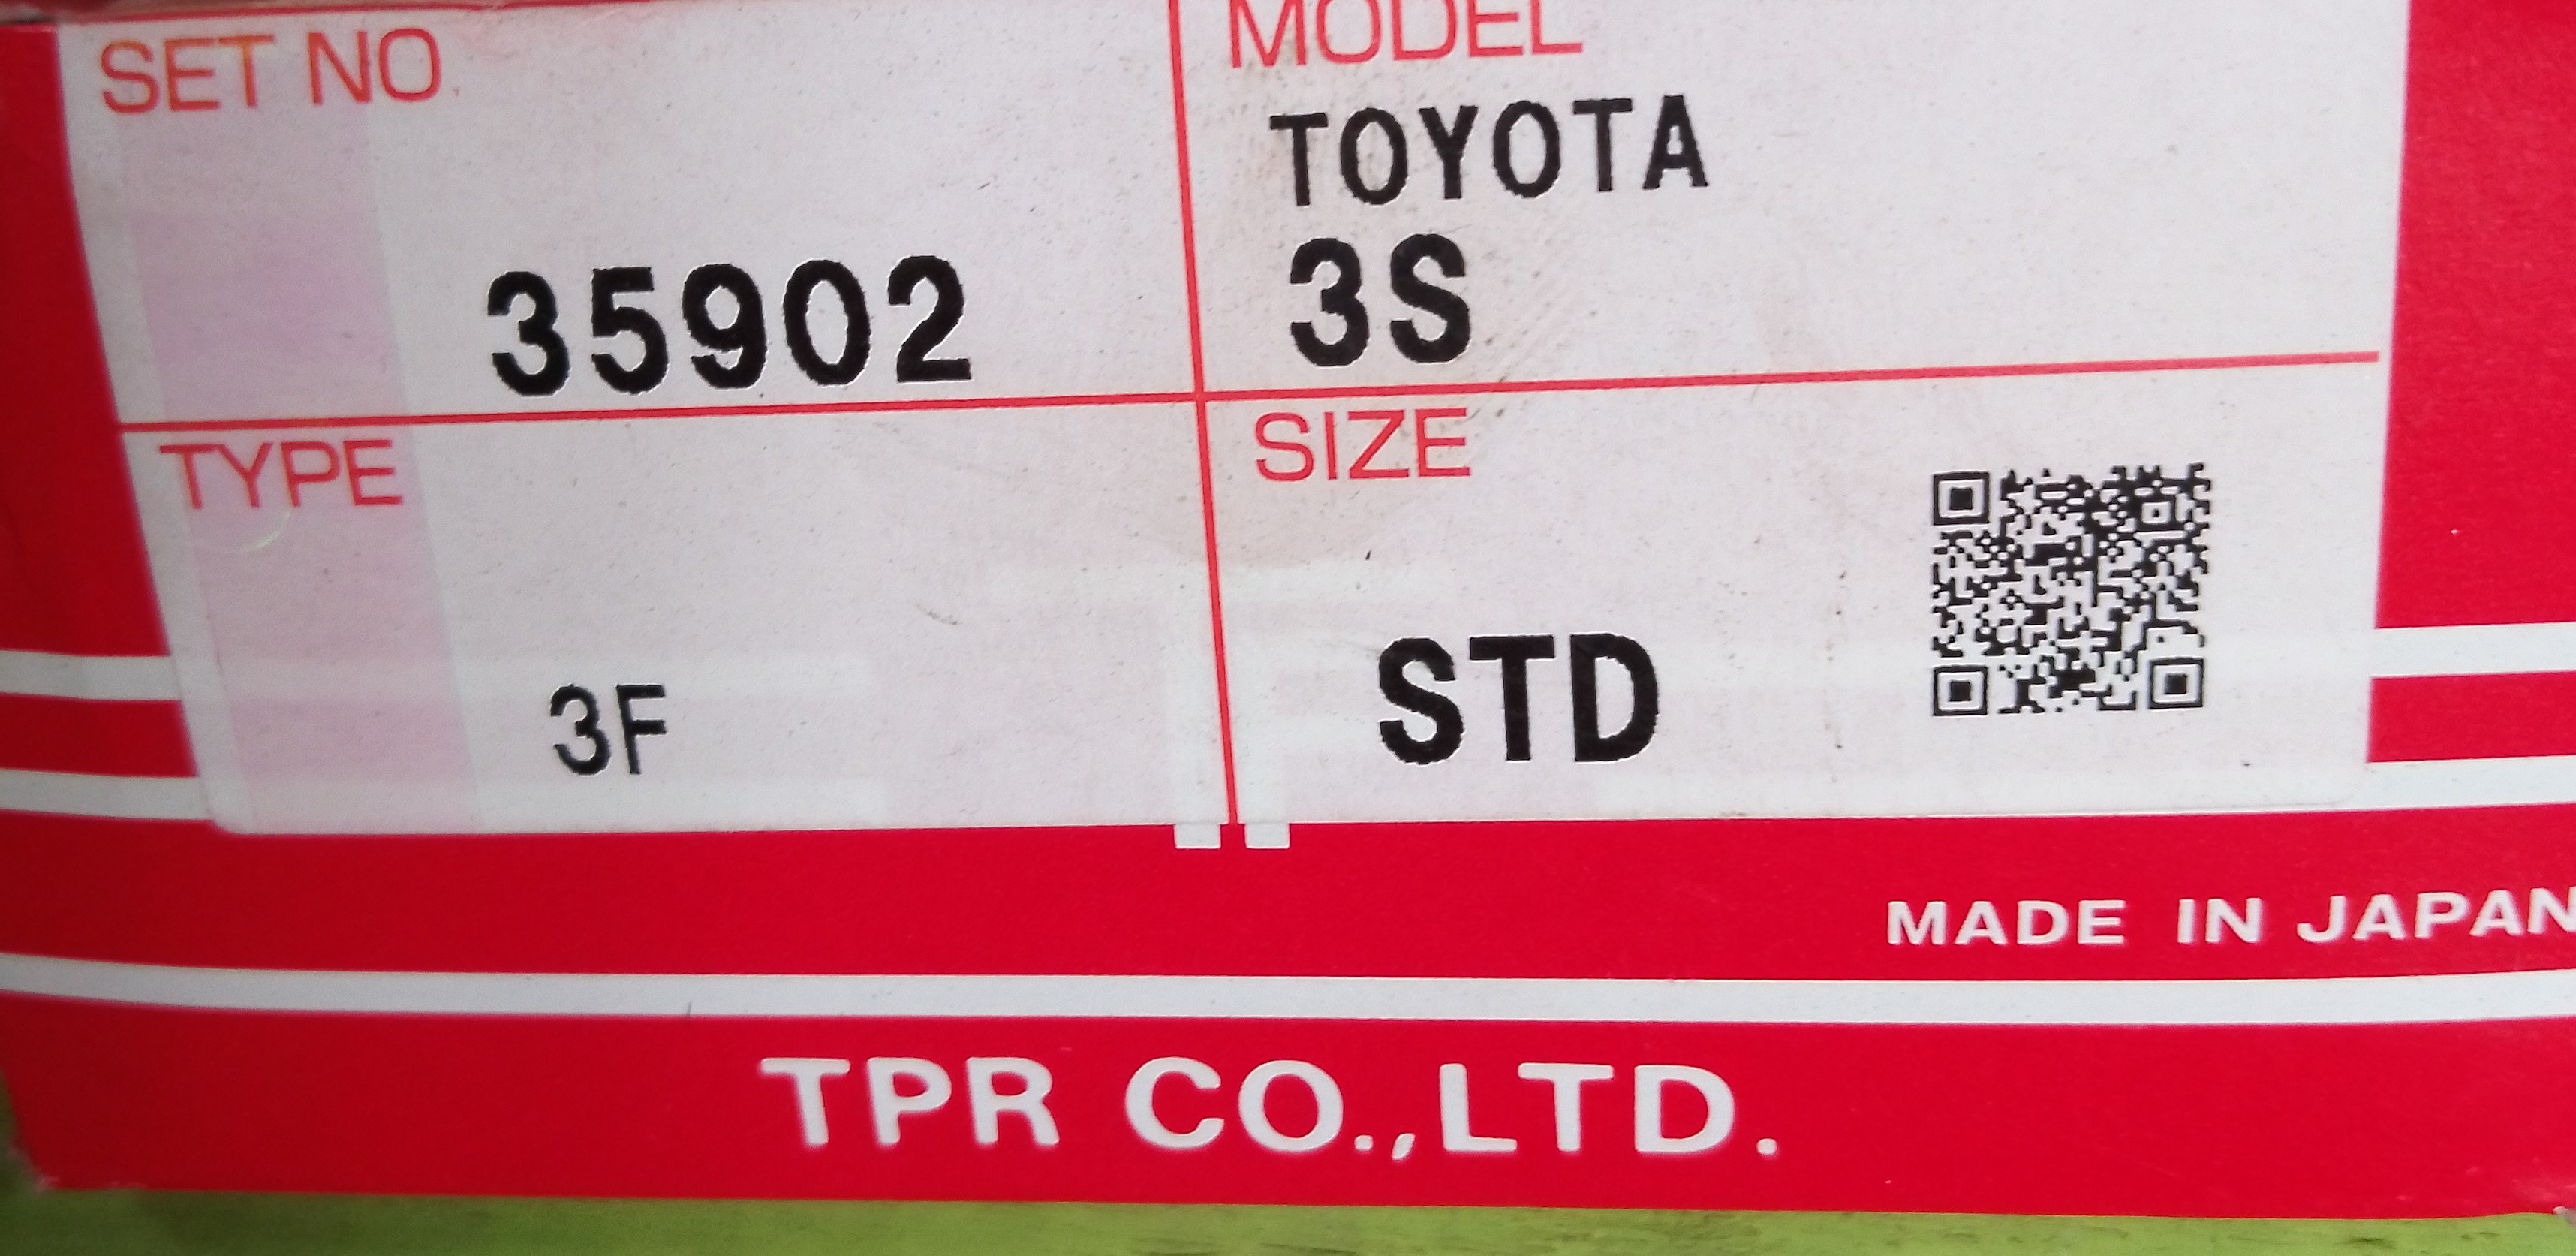 SET NO.
35902
MODEL
TOYOTA
3S
TYPE
3F
SIZE
STD
MADE IN JAPAN
TPR CO.,LTD.